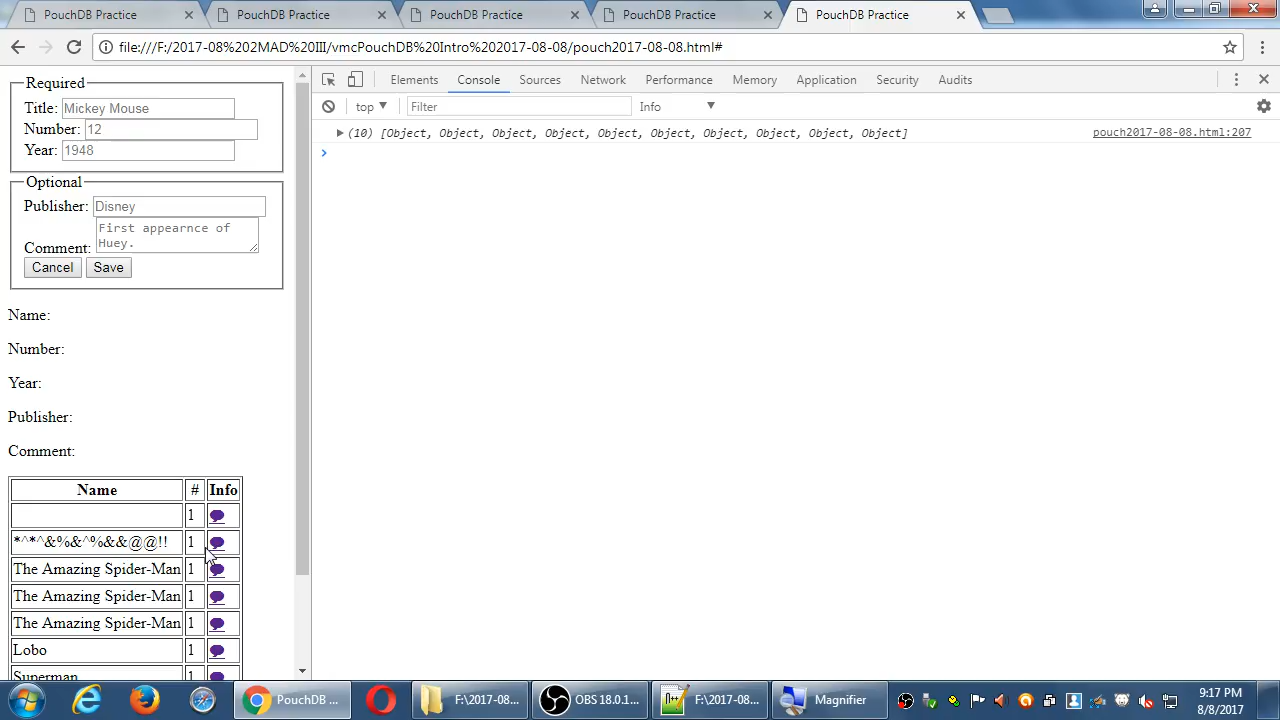 PouchDB Practice PouchDB Practice PouchDB Practice PouchDB Practice PouchDB Practice
file:///F:/2017-08%202MAD%20III/vmcPouchDB%20Intro%202017-08-08/pouch2017-08-08.html#
Elements Console Sources Network Performance Memory Application Security Audits
top Filter Info
(10) [Object, Object, Object, Object, Object, Object, Object, Object, Object, Object] pouch2017-08-08.html:207
Required
Title: Mickey Mouse
Number: 12
Year: 1948
Optional
Publisher: Disney
First appearnce of
Huey.
Comment:
Cancel Save
Name:
Number:
Year:
Publisher:
Comment:
Name # Info
1
*^*^&%&^%&&@@!! 1
The Amazing Spider-Man 1
The Amazing Spider-Man 1
The Amazing Spider-Man 1
Lobo 1
Superman 1
PouchDB ... F:\2017-08... OBS 18.0.1... F:\2017-08... Magnifier
9:17 PM
8/8/2017